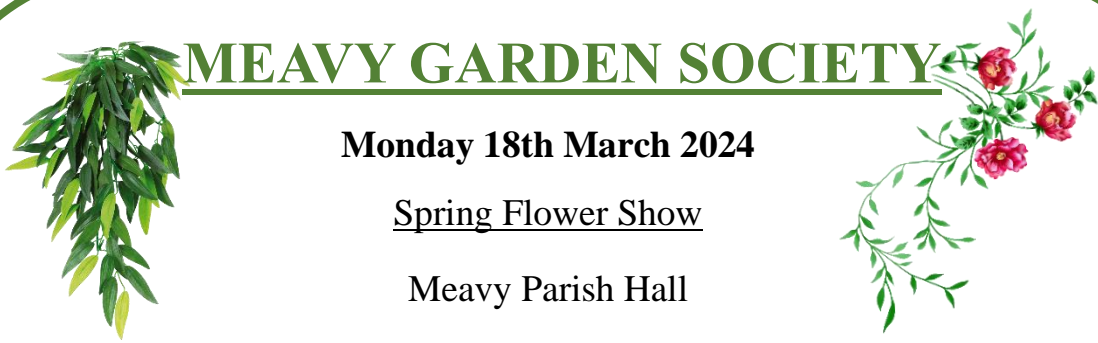 MEAVY GARDEN SOCIETY
Monday 18th March 2024
Spring Flower Show
Meavy Parish Hall